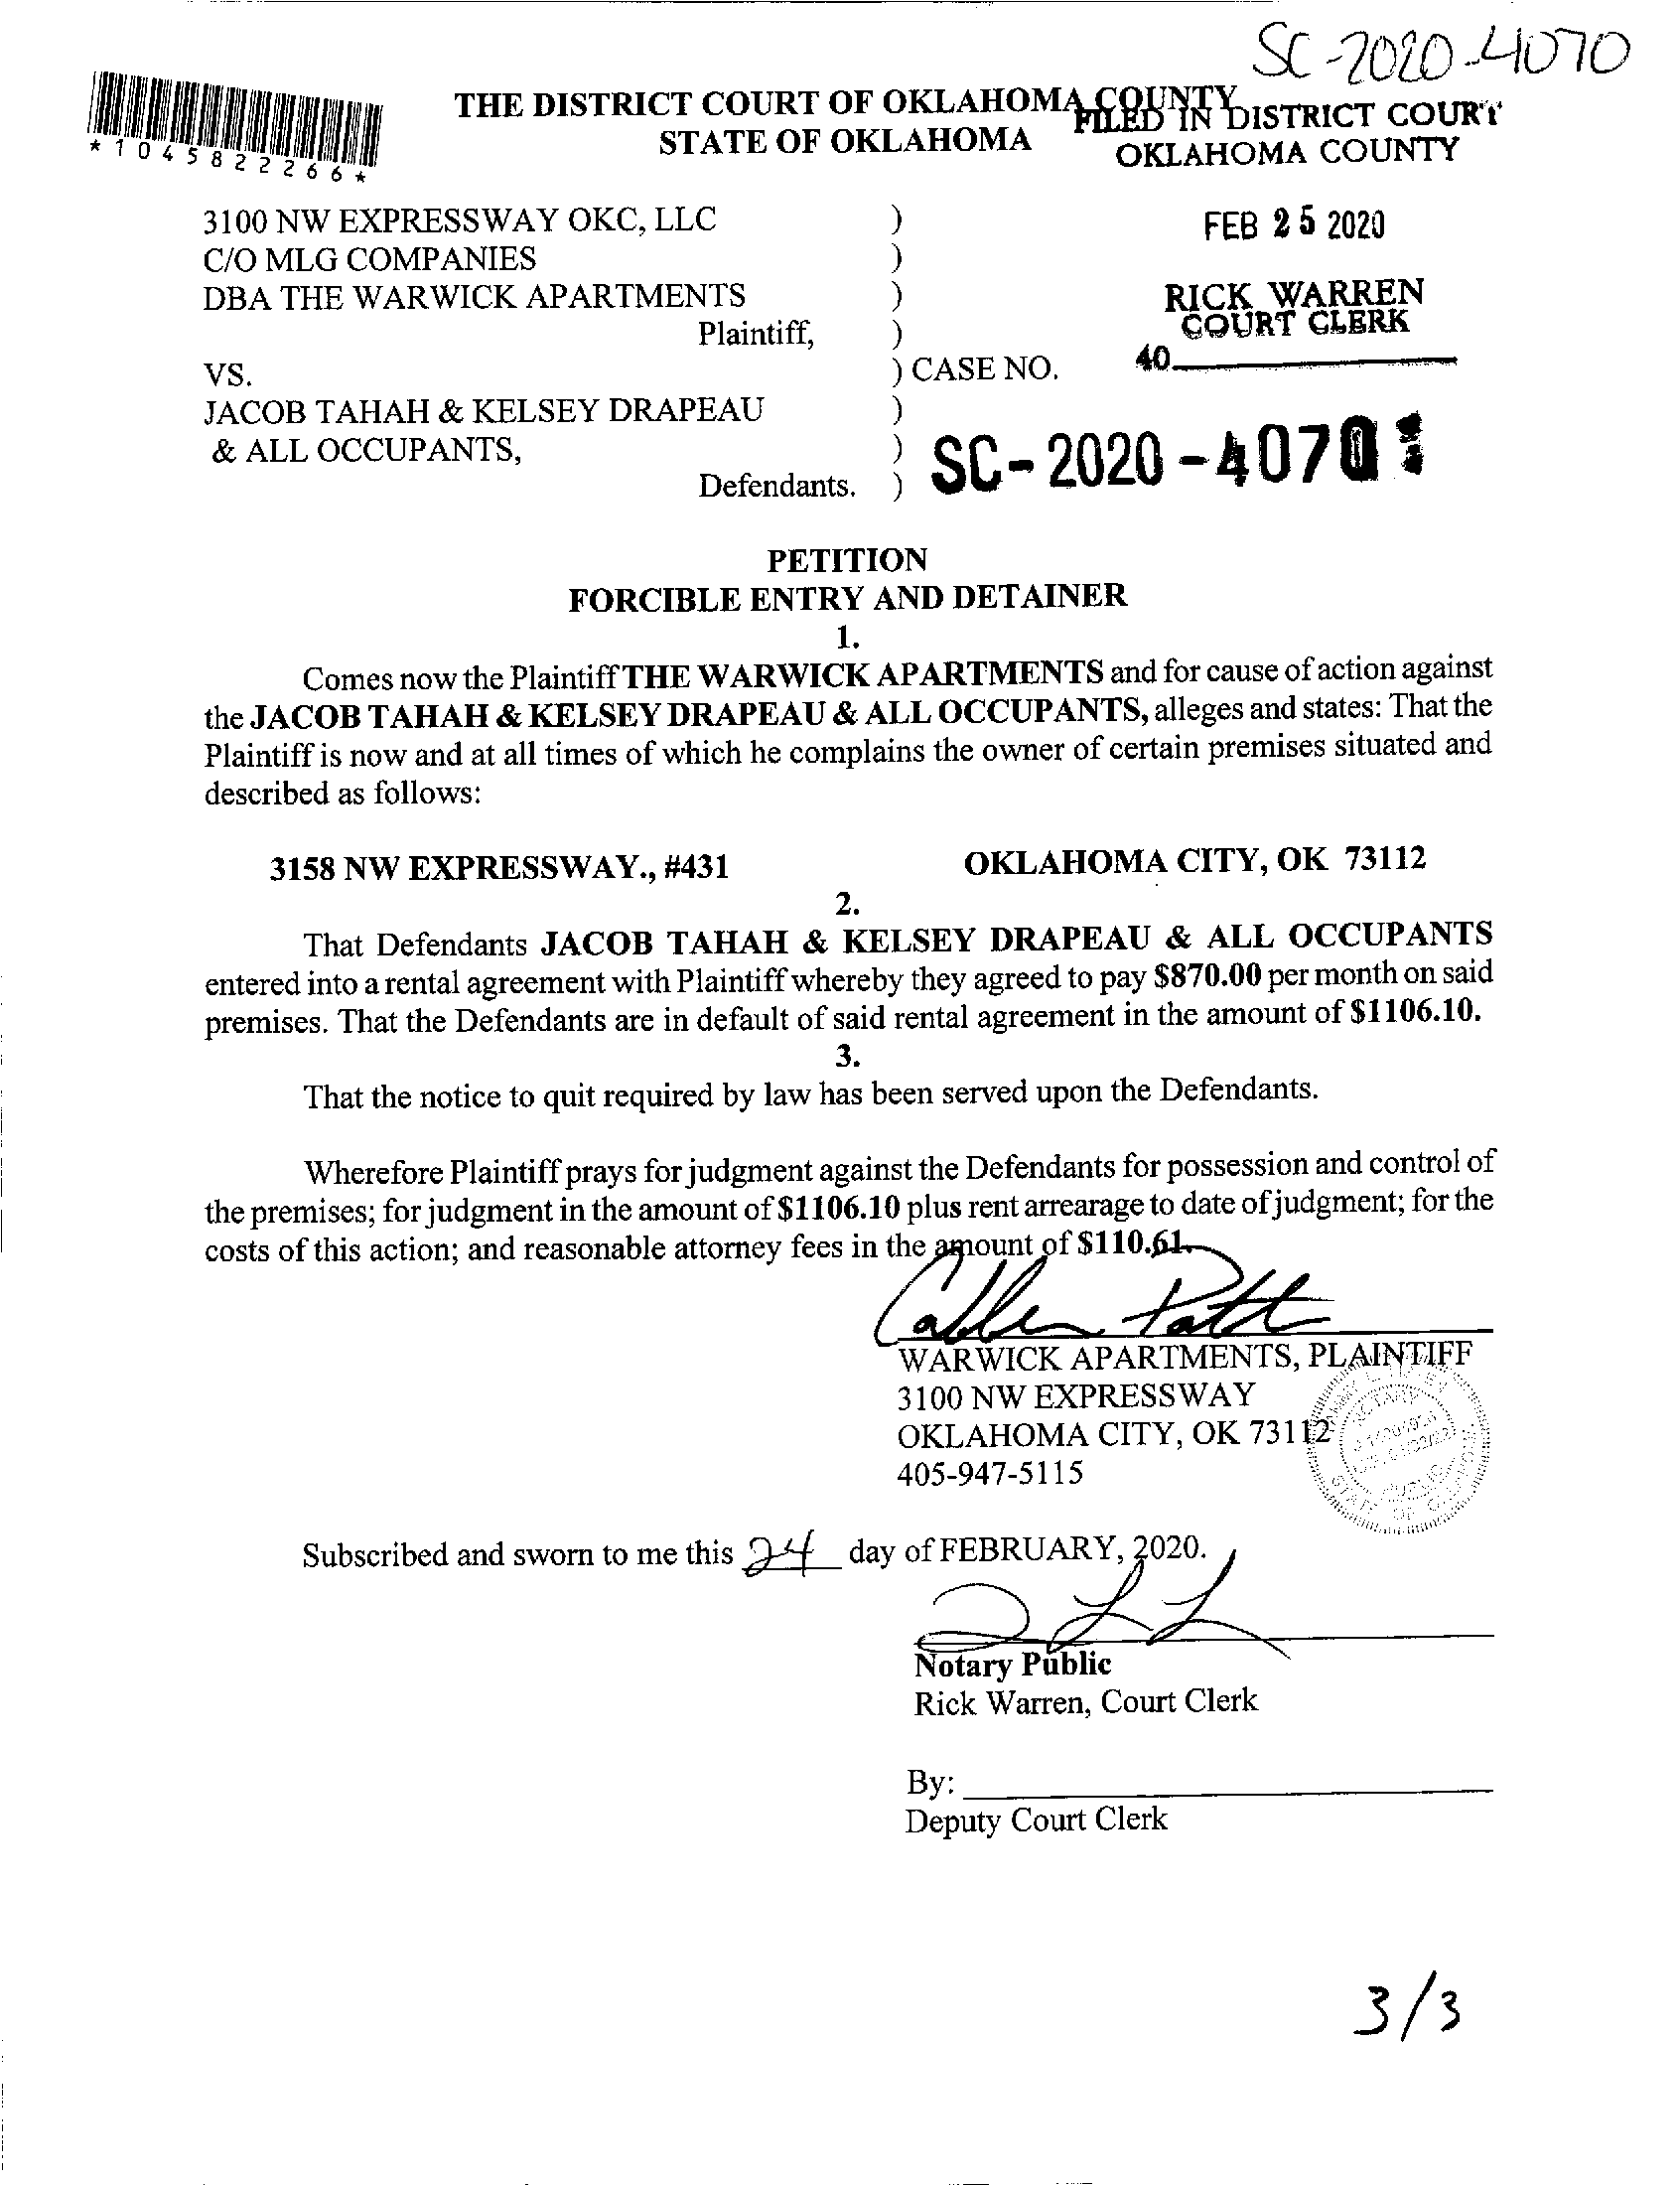 SC-2020-4070
*1045822266*
THE DISTRICT COURT OF OKLAHOMA COUNTY
STATE OF OKLAHOMA
FILED IN DISTRICT COURT
OKLAHOMA COUNTY
3100 NW EXPRESSWAY OKC, LLC )
FEB 25 2020
C/O MLG COMPANIES )
DBA THE WARWICK APARTMENTS )
RICK WARREN
COURT CLERK
Plaintiff, )
40
VS. ) CASE NO.
JACOB TAHAH & KELSEY DRAPEAU )
& ALL OCCUPANTS, )
SC-2020-4070
Defendants. )
PETITION
FORCIBLE ENTRY AND DETAINER
1.
Comes now the Plaintiff THE WARWICK APARTMENTS and for cause of action against
the JACOB TAHAH & KELSEY DRAPEAU & ALL OCCUPANTS, alleges and states: That the
Plaintiff is now and at all times of which he complains the owner of certain premises situated and
described as follows:
3158 NW EXPRESSWAY., #431 OKLAHOMA CITY, OK 73112
2.
That Defendants JACOB TAHAH & KELSEY DRAPEAU & ALL OCCUPANTS
entered into a rental agreement with Plaintiff whereby they agreed to pay $870.00 per month on said
premises. That the Defendants are in default of said rental agreement in the amount of $1106.10.
3.
That the notice to quit required by law has been served upon the Defendants.
Wherefore Plaintiff prays for judgment against the Defendants for possession and control of
the premises; for judgment in the amount of $1106.10 plus rent arrearage to date of judgment; for the
costs of this action; and reasonable attorney fees in the amount of $110.61.
WARWICK APARTMENTS, PLAINTIFF
3100 NW EXPRESSWAY
OKLAHOMA CITY, OK 73112
405-947-5115
Subscribed and sworn to me this 24 day of FEBRUARY, 2020.
Notary Public
Rick Warren, Court Clerk
By:
Deputy Court Clerk
3/3